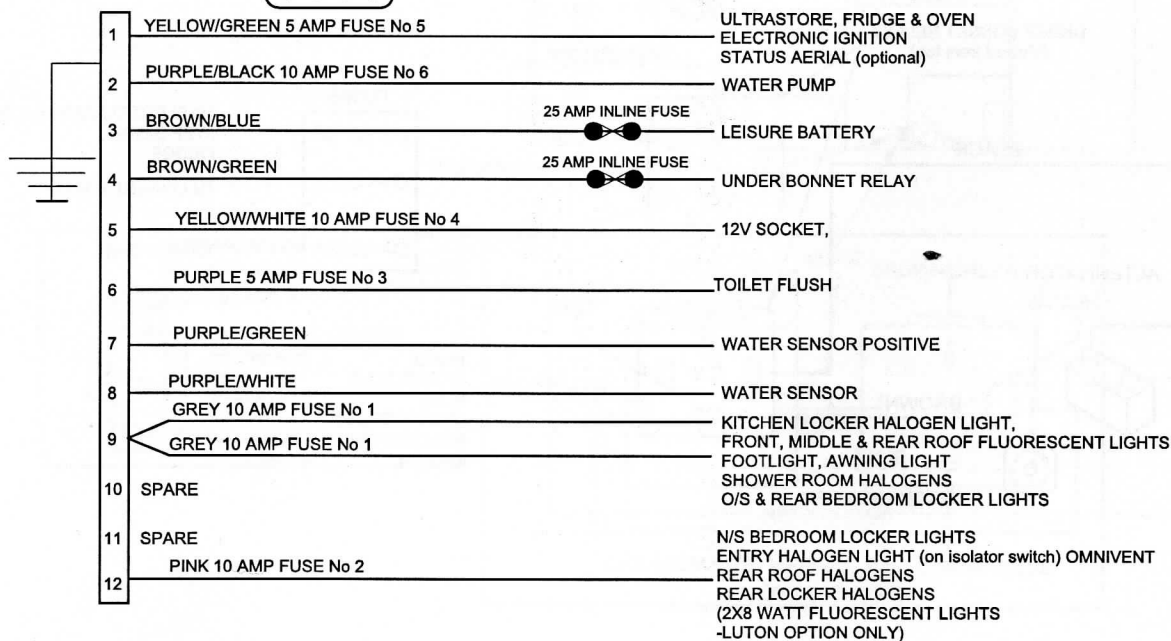 1 YELLOW/GREEN 5 AMP FUSE No 5 ULTRASTORE, FRIDGE & OVEN
ELECTRONIC IGNITION
STATUS AERIAL (optional)
2 PURPLE/BLACK 10 AMP FUSE No 6 WATER PUMP
3 BROWN/BLUE 25 AMP INLINE FUSE LEISURE BATTERY
4 BROWN/GREEN 25 AMP INLINE FUSE UNDER BONNET RELAY
5 YELLOW/WHITE 10 AMP FUSE No 4 12V SOCKET,
6 PURPLE 5 AMP FUSE No 3 TOILET FLUSH
7 PURPLE/GREEN WATER SENSOR POSITIVE
8 PURPLE/WHITE WATER SENSOR
9 GREY 10 AMP FUSE No 1 KITCHEN LOCKER HALOGEN LIGHT,
FRONT, MIDDLE & REAR ROOF FLUORESCENT LIGHTS
GREY 10 AMP FUSE No 1 FOOTLIGHT, AWNING LIGHT
SHOWER ROOM HALOGENS
O/S & REAR BEDROOM LOCKER LIGHTS
10 SPARE
11 SPARE
N/S BEDROOM LOCKER LIGHTS
ENTRY HALOGEN LIGHT (on isolator switch) OMNIVENT
12 PINK 10 AMP FUSE No 2 REAR ROOF HALOGENS
REAR LOCKER HALOGENS
(2X8 WATT FLUORESCENT LIGHTS
-LUTON OPTION ONLY)